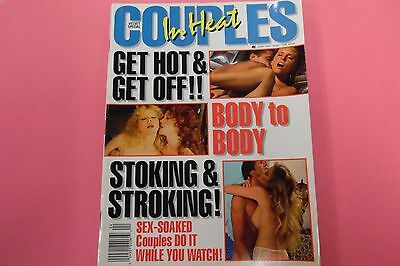 COUPLES
In Heat
GET HOT &
GET OFF!!
BODY to
BODY
STOKING &
STROKING!
SEX-SOAKED
Couples DO IT
WHILE YOU WATCH!